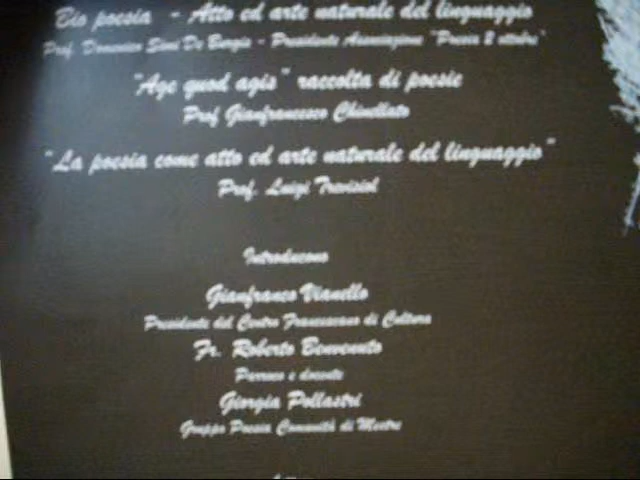 Bio poesia - Atto ed arte naturale del linguaggio
Prof. Domenico Simi De Burgis - Presidente Associazione "Poesia 2 ottobre"
"Age quod agis" raccolta di poesie
Prof Gianfrancesco Chinellato
"La poesia come atto ed arte naturale del linguaggio"
Prof. Luigi Trevisiol
Introducono
Gianfranco Vianello
Presidente del Centro Francescano di Cultura
Fr. Roberto Benvenuto
Parroco e docente
Giorgia Pollastri
Gruppo Poesia Comunità di Mestre